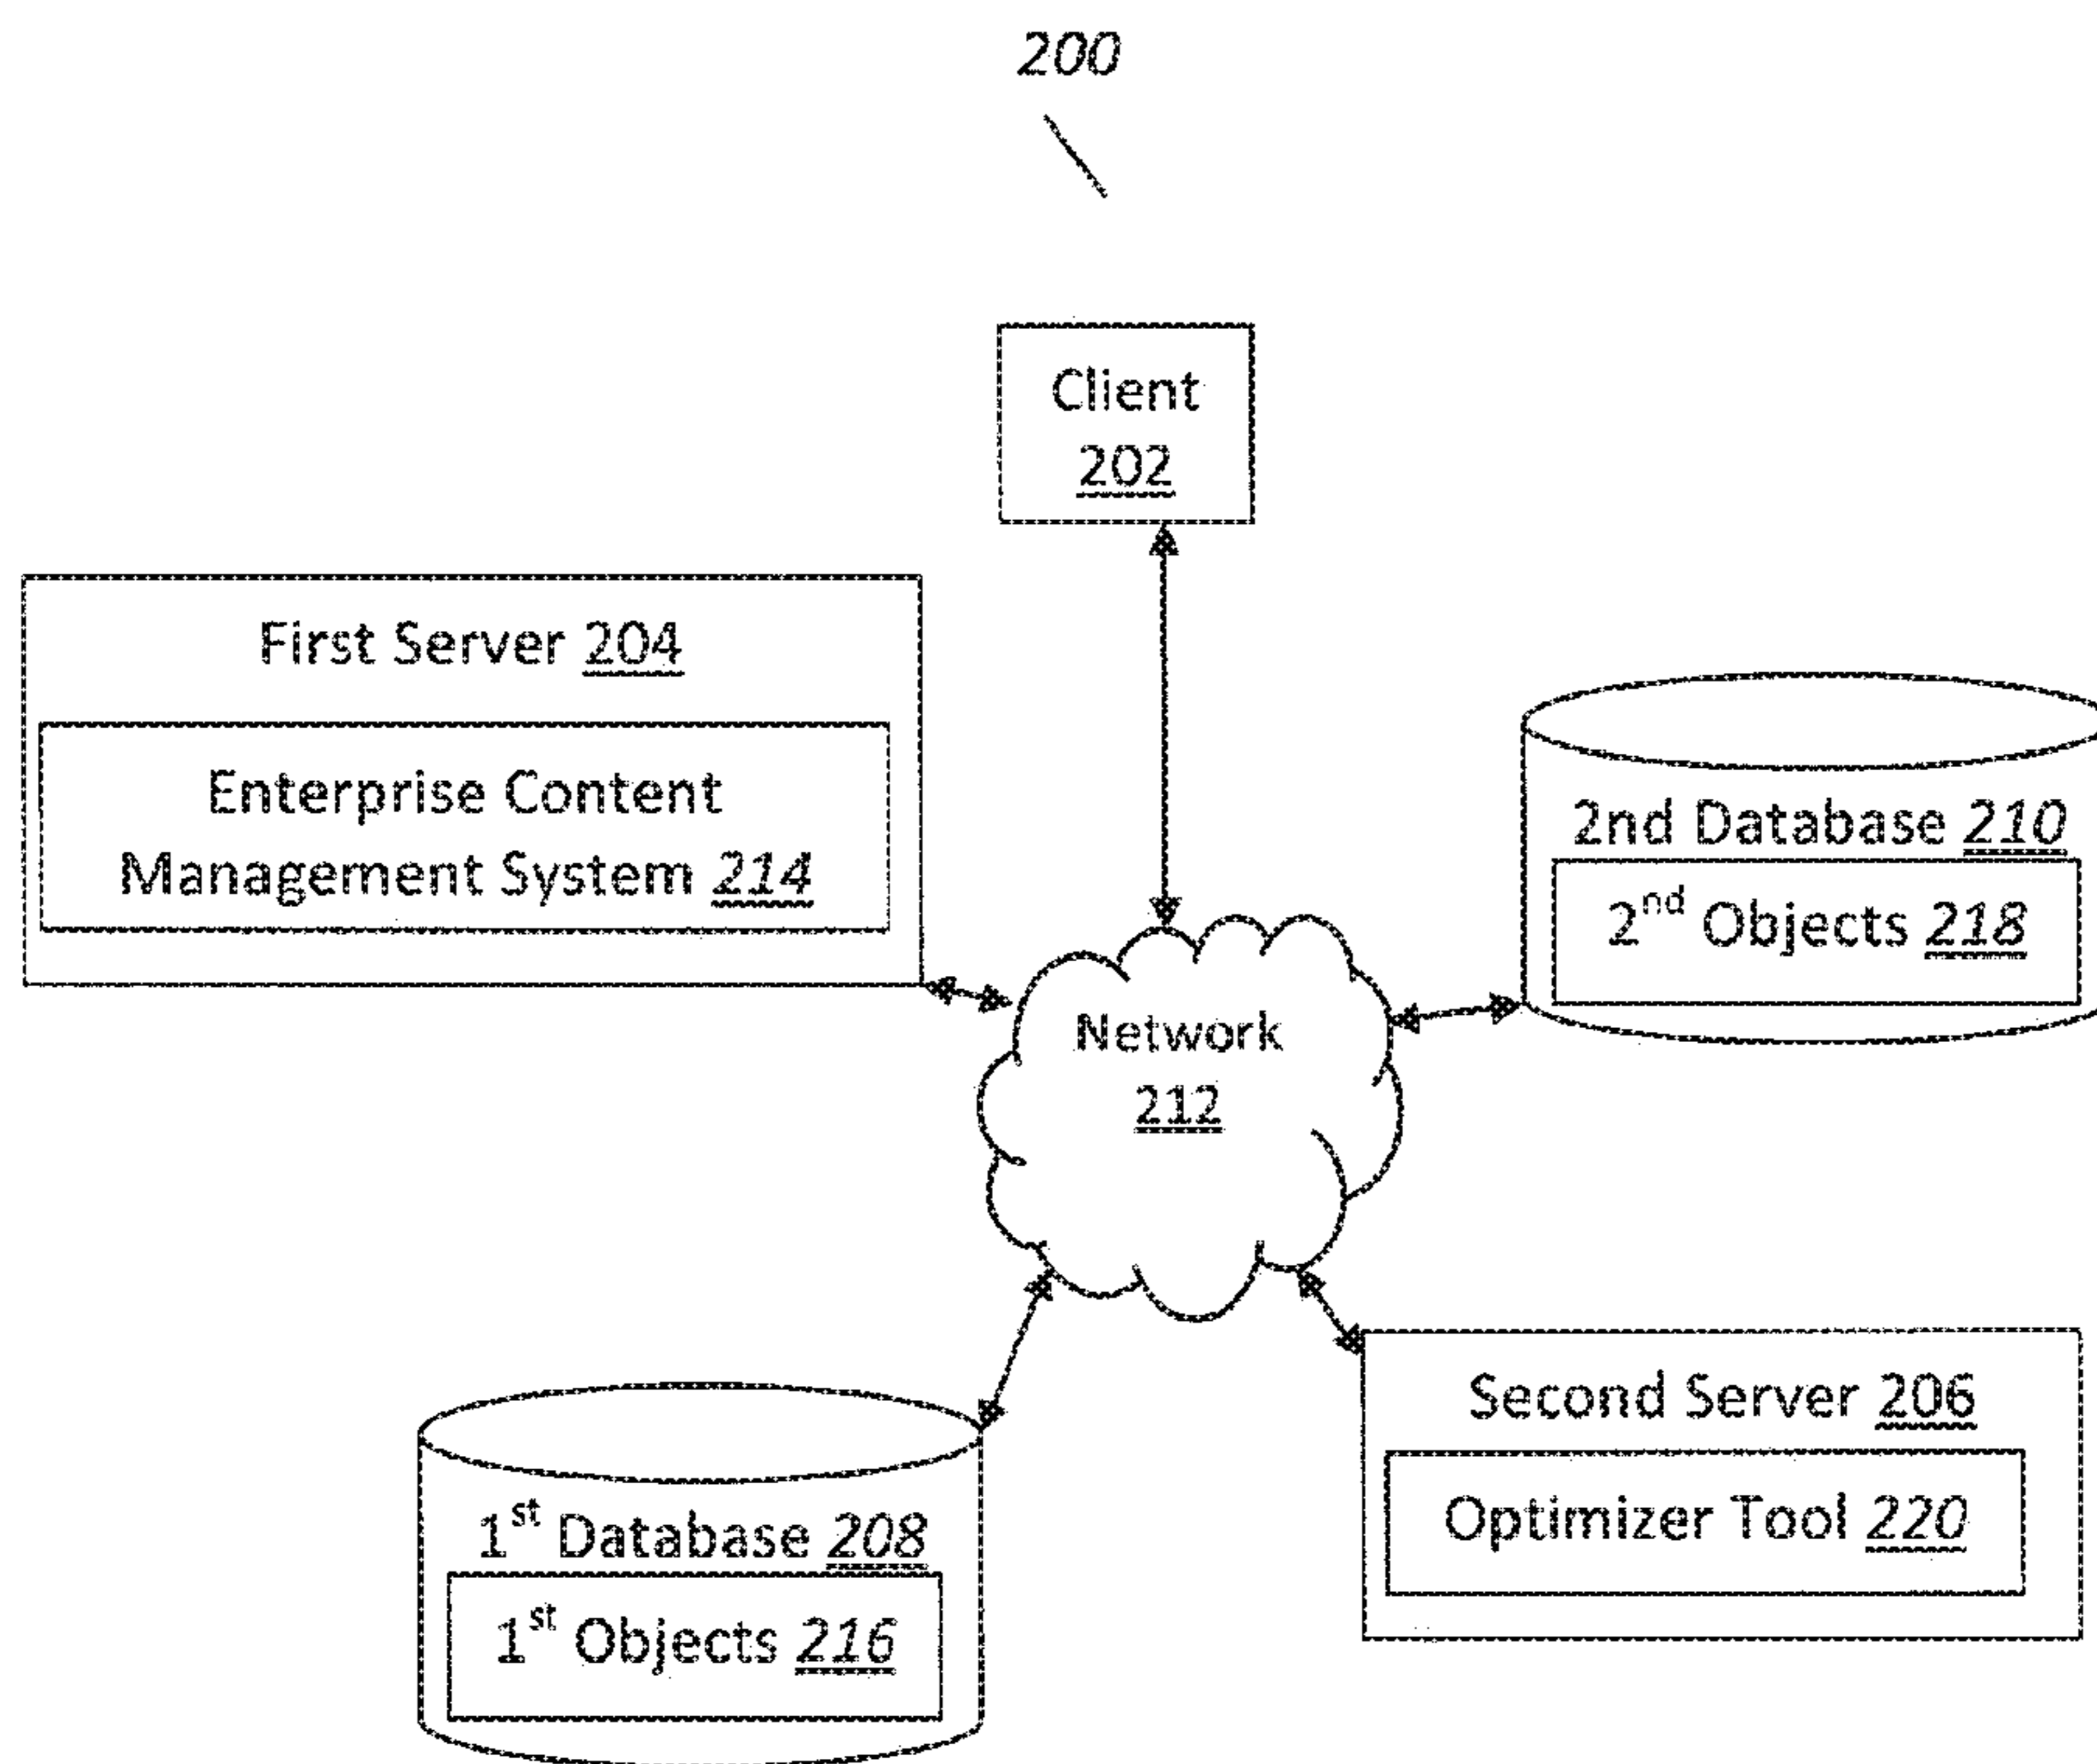 200
Client
202
First Server 204
Enterprise Content
Management System 214
2nd Database 210
2nd Objects 218
Network
212
1st Database 208
1st Objects 216
Second Server 206
Optimizer Tool 220